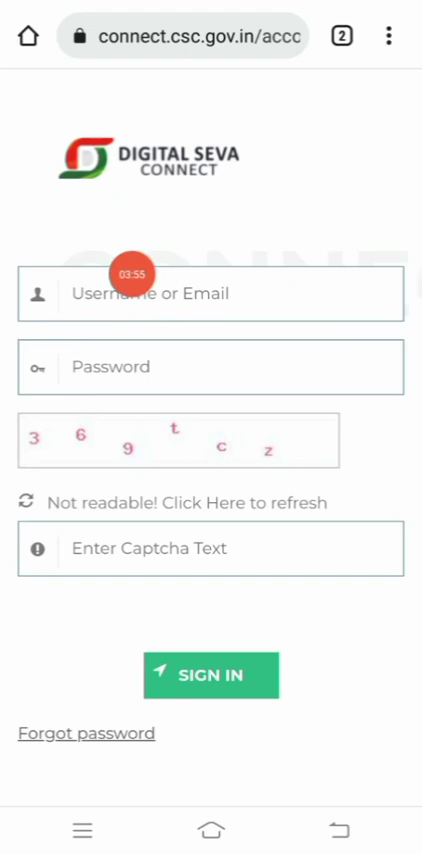 connect.csc.gov.in/accc
2
DIGITAL SEVA
CONNECT
03:55
Username or Email
Password
3 6 9 t c z
Not readable! Click Here to refresh
Enter Captcha Text
SIGN IN
Forgot password